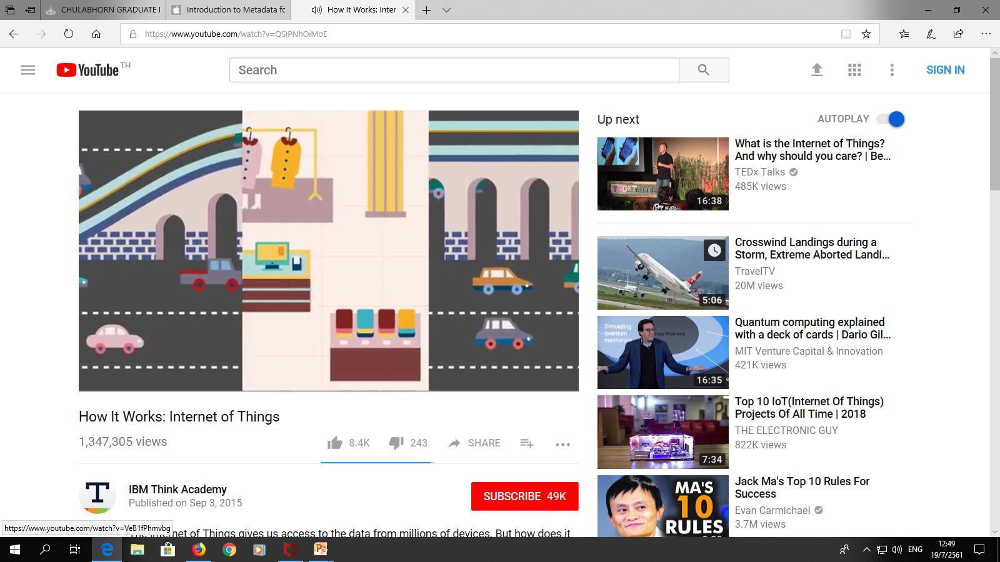 CHULABHORN GRADUATE I
Introduction to Metadata fo
How It Works: Inter
https://www.youtube.com/watch?v=QSIPNhOiMoE
YouTube TH
Search
SIGN IN
Up next
AUTOPLAY
What is the Internet of Things?
And why should you care? | Be...
TEDx Talks
485K views
16:38
Crosswind Landings during a
Storm, Extreme Aborted Landi...
TravelTV
20M views
5:06
Simulating
quantum
mechanic
Easy Problems
16:35
Quantum computing explained
with a deck of cards | Dario Gil...
MIT Venture Capital & Innovation
421K views
Top 10 IoT(Internet Of Things)
Projects Of All Time | 2018
THE ELECTRONIC GUY
822K views
7:34
MA'S
10
RULES
Jack Ma's Top 10 Rules For
Success
Evan Carmichael
3.7M views
How It Works: Internet of Things
1,347,305 views
8.4K
243
SHARE
T
IBM Think Academy
Published on Sep 3, 2015
SUBSCRIBE 49K
The Internet of Things gives us access to the data from millions of devices. But how does it
https://www.youtube.com/watch?v=VeB1fPhmvbg
ENG
12:49
19/7/2561